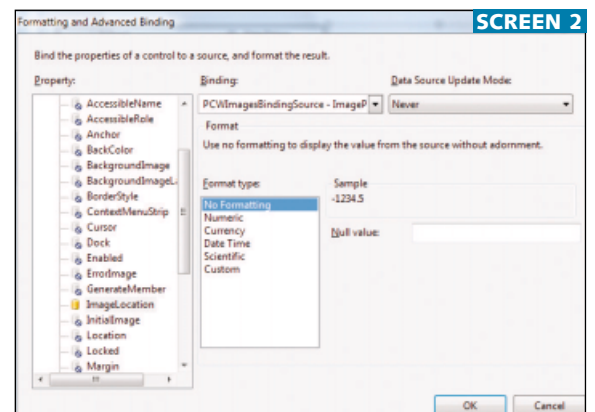 Formatting and Advanced Binding
SCREEN 2
Bind the properties of a control to a source, and format the result.
Property:
AccessibleName
AccessibleRole
Anchor
BackColor
BackgroundImage
BackgroundImageL
BorderStyle
ContextMenuStrip
Cursor
Dock
Enabled
ErrorImage
GenerateMember
ImageLocation
InitialImage
Location
Locked
Margin
Binding:
PCWImagesBindingSource - ImageP
Data Source Update Mode:
Never
Format
Use no formatting to display the value from the source without adornment.
Format type:
No Formatting
Numeric
Currency
Date Time
Scientific
Custom
Sample
-1234.5
Null value:
OK Cancel